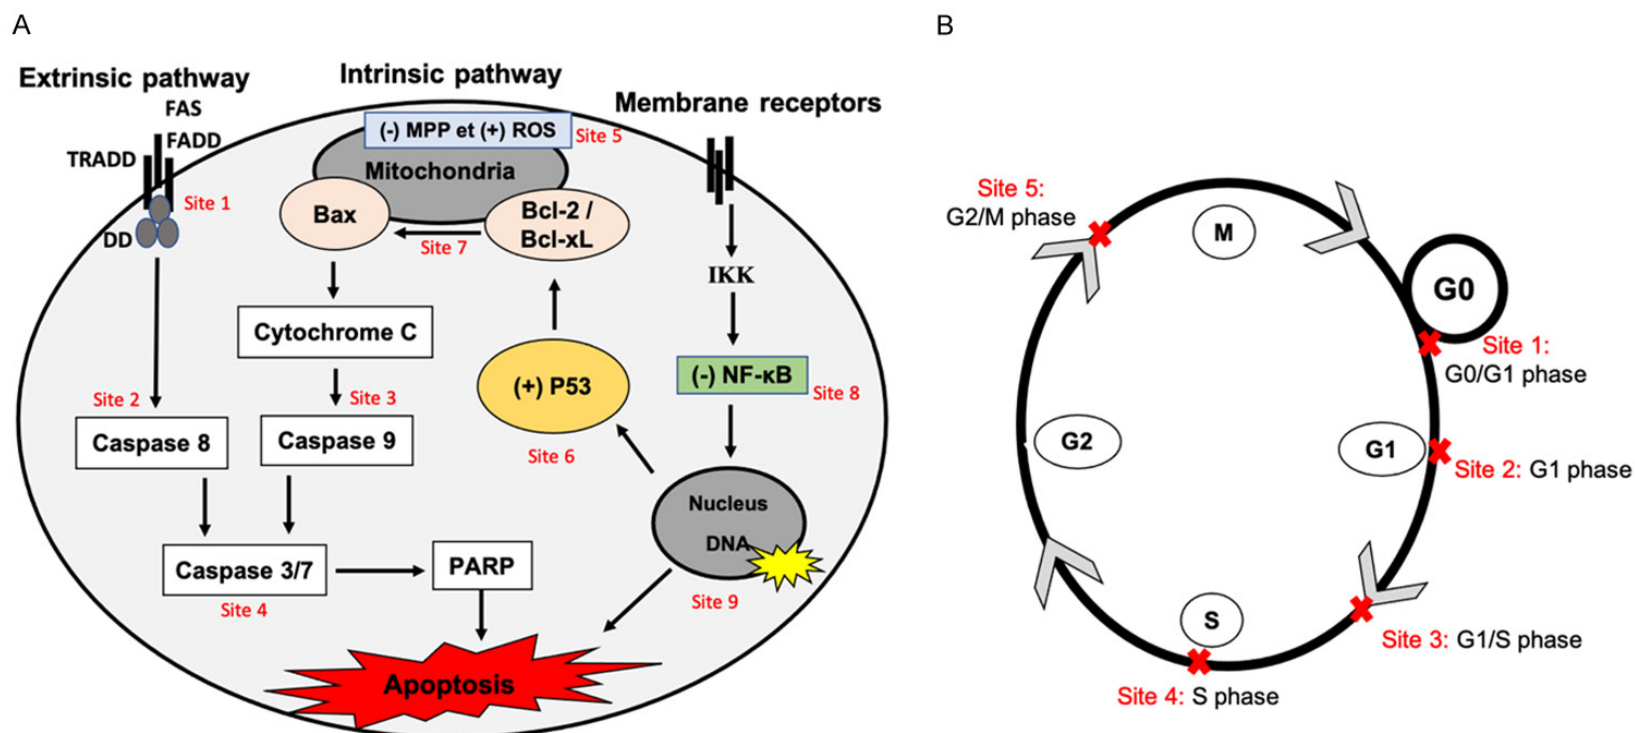 A
Extrinsic pathway
FAS
FADD
TRADD
Site 1
DD
Intrinsic pathway
(-) MPP et (+) ROS
Site 5
Mitochondria
Bax
Bcl-2 /
Bcl-xL
Site 7
Membrane receptors
IKK
Cytochrome C
(+) P53
(-) NF-κB
Site 8
Site 2
Site 3
Caspase 8
Caspase 9
Site 6
Nucleus
DNA
Caspase 3/7
PARP
Site 4
Site 9
Apoptosis
B
Site 5:
G2/M phase
M
G0
Site 1:
G0/G1 phase
G2
G1
Site 2: G1 phase
S
Site 3: G1/S phase
Site 4: S phase